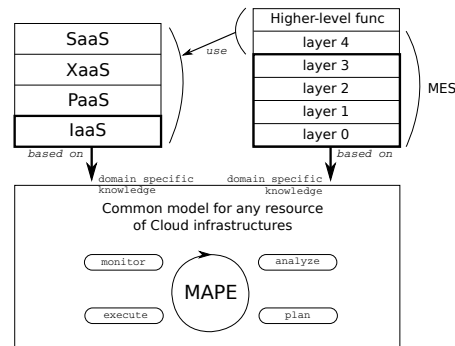 SaaS
XaaS
PaaS
IaaS
use
Higher-level func
layer 4
layer 3
layer 2
layer 1
layer 0
MES
based on
based on
domain specific
knowledge
domain specific
knowledge
Common model for any resource
of Cloud infrastructures
monitor
analyze
MAPE
execute
plan